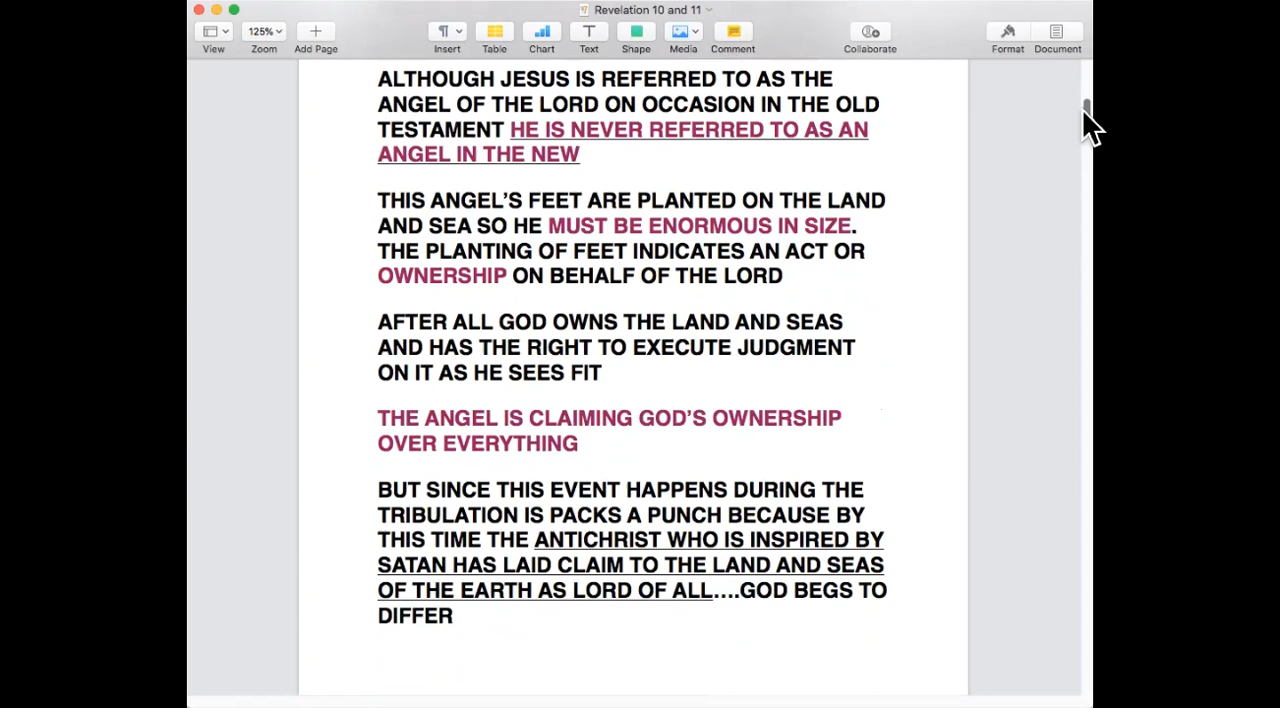 Revelation 10 and 11
125%
View
Zoom
Add Page
Insert
Table
Chart
Text
Shape
Media
Comment
Collaborate
Format
Document
ALTHOUGH JESUS IS REFERRED TO AS THE
ANGEL OF THE LORD ON OCCASION IN THE OLD
TESTAMENT HE IS NEVER REFERRED TO AS AN
ANGEL IN THE NEW
THIS ANGEL’S FEET ARE PLANTED ON THE LAND
AND SEA SO HE MUST BE ENORMOUS IN SIZE.
THE PLANTING OF FEET INDICATES AN ACT OR
OWNERSHIP ON BEHALF OF THE LORD
AFTER ALL GOD OWNS THE LAND AND SEAS
AND HAS THE RIGHT TO EXECUTE JUDGMENT
ON IT AS HE SEES FIT
THE ANGEL IS CLAIMING GOD’S OWNERSHIP
OVER EVERYTHING
BUT SINCE THIS EVENT HAPPENS DURING THE
TRIBULATION IS PACKS A PUNCH BECAUSE BY
THIS TIME THE ANTICHRIST WHO IS INSPIRED BY
SATAN HAS LAID CLAIM TO THE LAND AND SEAS
OF THE EARTH AS LORD OF ALL….GOD BEGS TO
DIFFER